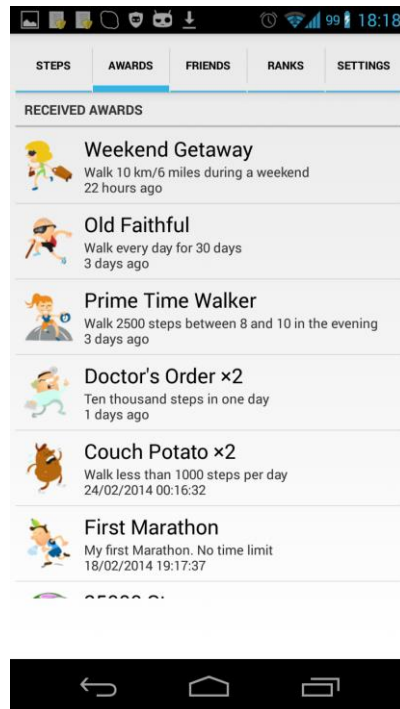 99 18:18
STEPS AWARDS FRIENDS RANKS SETTINGS
RECEIVED AWARDS
Weekend Getaway
Walk 10 km/6 miles during a weekend
22 hours ago
Old Faithful
Walk every day for 30 days
3 days ago
Prime Time Walker
Walk 2500 steps between 8 and 10 in the evening
3 days ago
Doctor's Order ×2
Ten thousand steps in one day
1 days ago
Couch Potato ×2
Walk less than 1000 steps per day
24/02/2014 00:16:32
First Marathon
My first Marathon. No time limit
18/02/2014 19:17:37